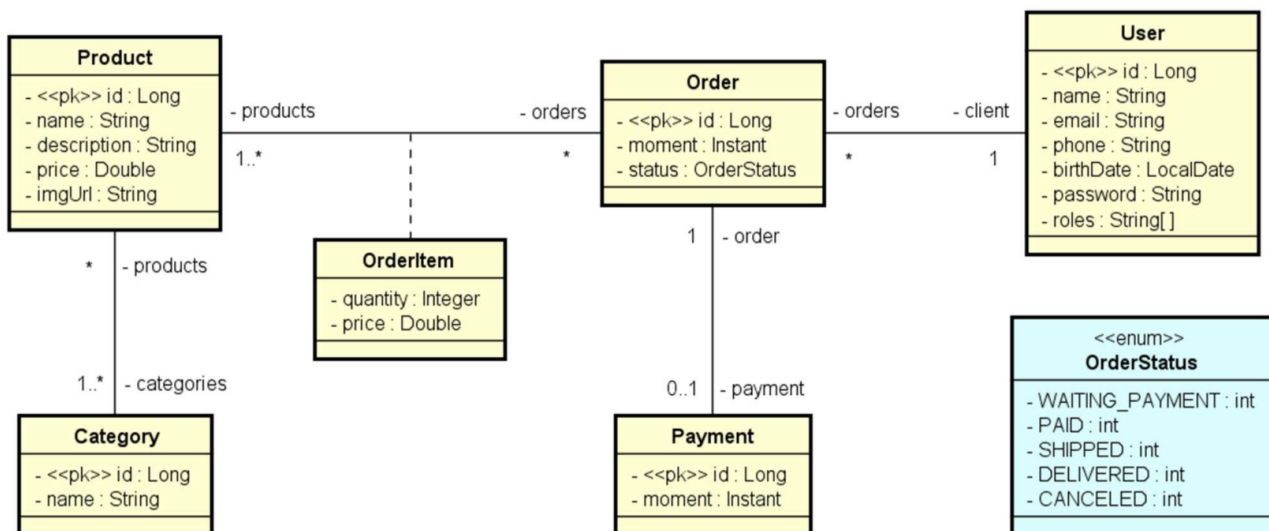 Product
- <<pk>> id : Long
- name : String
- description : String
- price : Double
- imgUrl : String
- products
1..*
- orders
*
Order
- <<pk>> id : Long
- moment : Instant
- status : OrderStatus
- orders
*
- client
1
User
- <<pk>> id : Long
- name : String
- email : String
- phone : String
- birthDate : LocalDate
- password : String
- roles : String[ ]
OrderItem
- quantity : Integer
- price : Double
* - products
1..* - categories
Category
- <<pk>> id : Long
- name : String
1 - order
0..1 - payment
Payment
- <<pk>> id : Long
- moment : Instant
<<enum>>
OrderStatus
- WAITING_PAYMENT : int
- PAID : int
- SHIPPED : int
- DELIVERED : int
- CANCELED : int